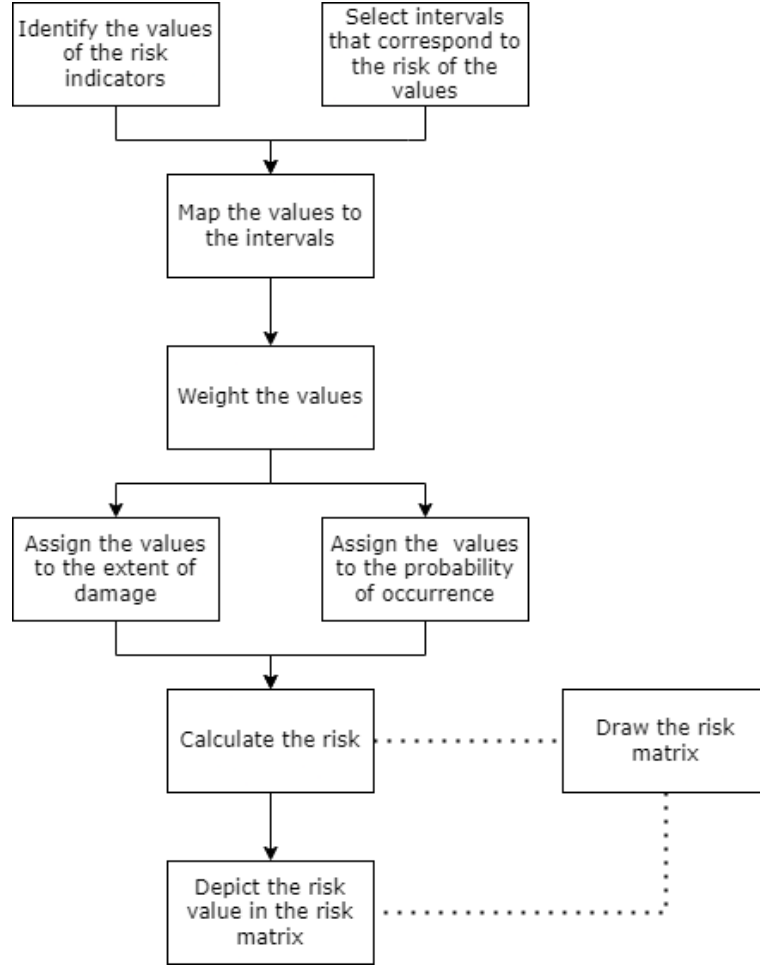 Identify the values
of the risk
indicators
Select intervals
that correspond to
the risk of the
values
Map the values to
the intervals
Weight the values
Assign the values
to the extent of
damage
Assign the  values
to the probability
of occurrence
Calculate the risk
Draw the risk
matrix
Depict the risk
value in the risk
matrix